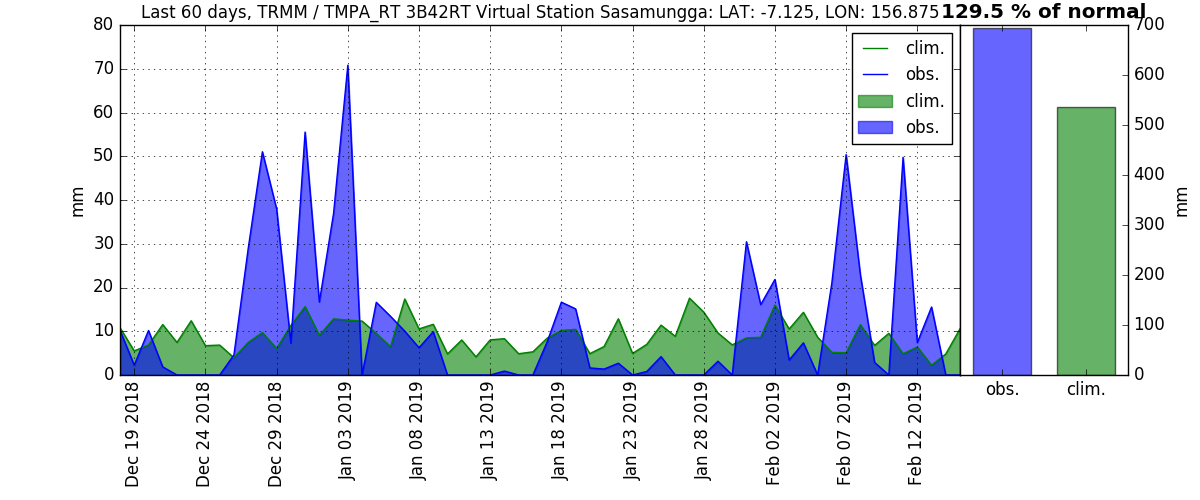 Last 60 days, TRMM / TMPA_RT 3B42RT Virtual Station Sasamungga: LAT: -7.125, LON: 156.875
129.5 % of normal
80
70
60
50
40
30
20
10
0
mm
clim.
obs.
clim.
obs.
Dec 19 2018
Dec 24 2018
Dec 29 2018
Jan 03 2019
Jan 08 2019
Jan 13 2019
Jan 18 2019
Jan 23 2019
Jan 28 2019
Feb 02 2019
Feb 07 2019
Feb 12 2019
700
600
500
400
300
200
100
0
mm
obs.
clim.